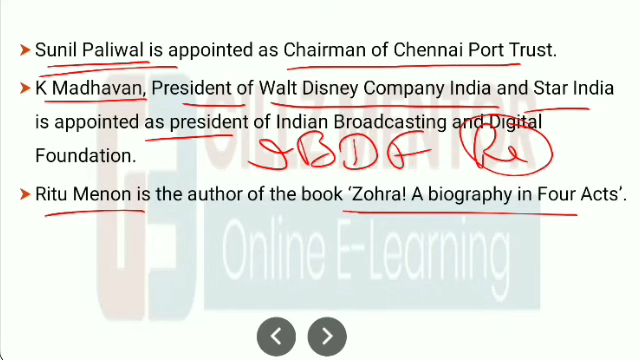 ➤ Sunil Paliwal is appointed as Chairman of Chennai Port Trust.
➤ K Madhavan, President of Walt Disney Company India and Star India
is appointed as president of Indian Broadcasting and Digital
Foundation.
IBDF
Re
➤ Ritu Menon is the author of the book ‘Zohra! A biography in Four Acts’.
Online E-Learning